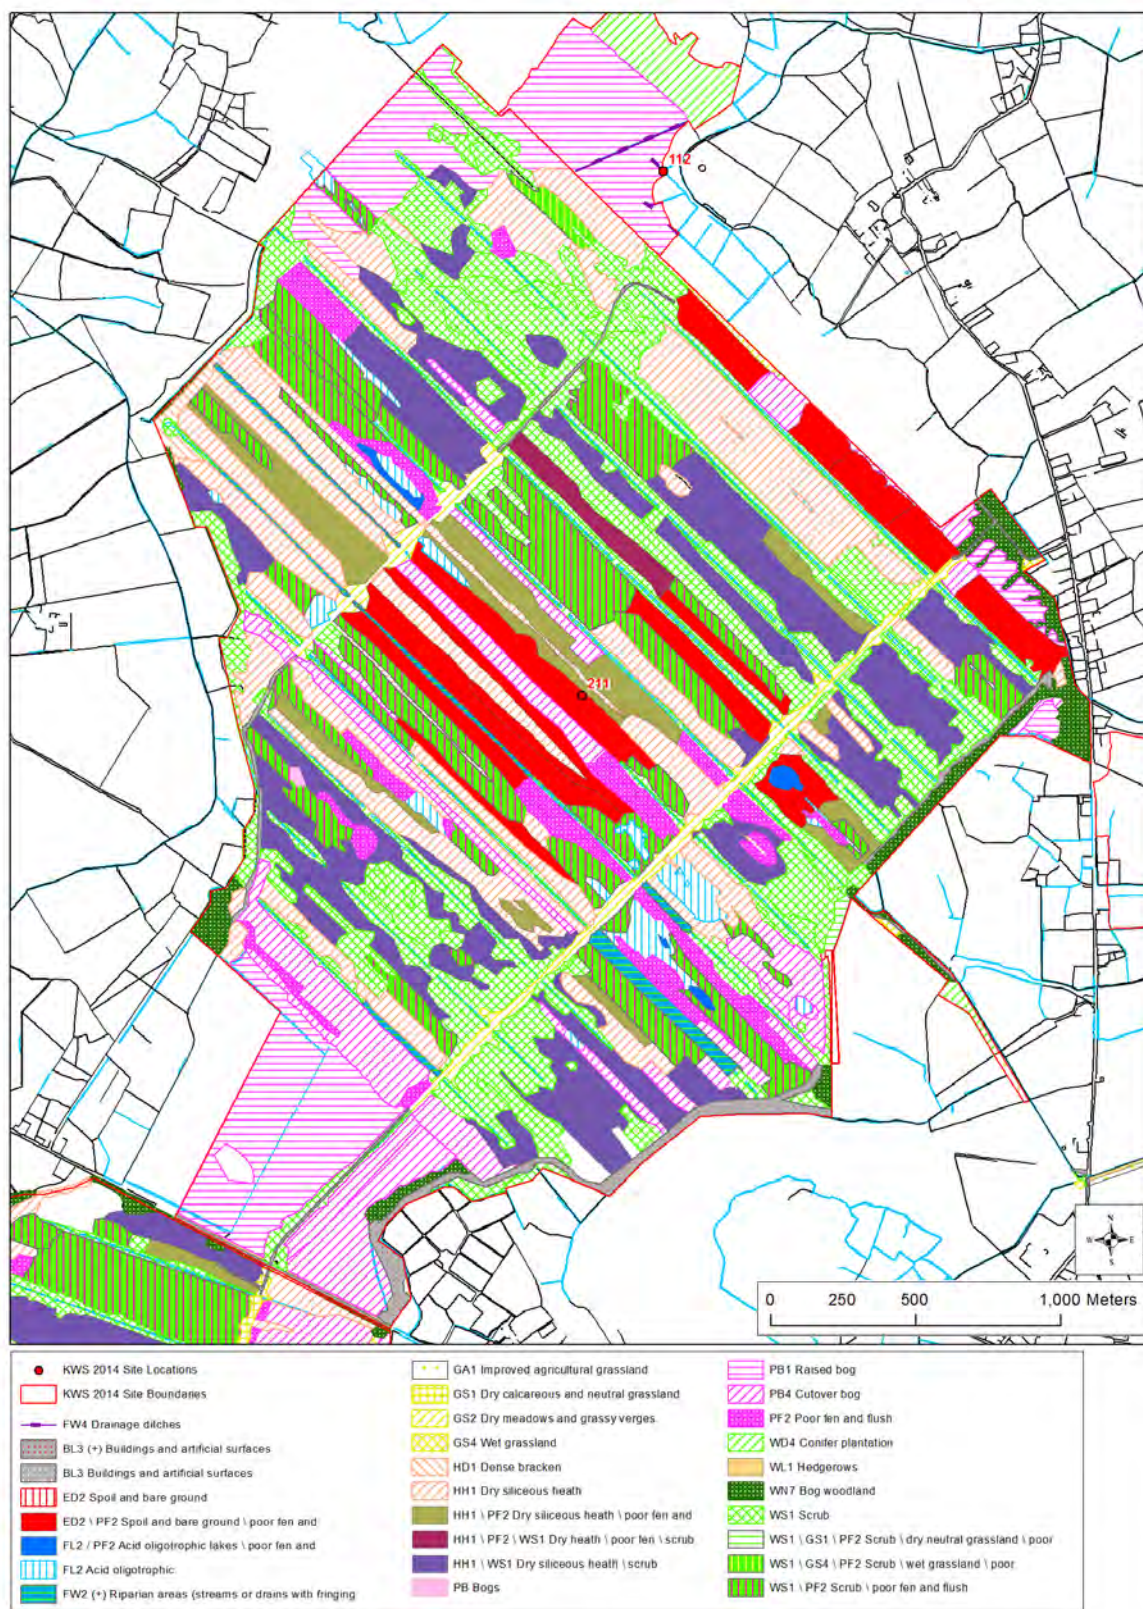 112
211
N
W E
S
0 250 500 1,000 Meters
KWS 2014 Site Locations
KWS 2014 Site Boundaries
FW4 Drainage ditches
BL3 (+) Buildings and artificial surfaces
BL3 Buildings and artificial surfaces
ED2 Spoil and bare ground
ED2 \ PF2 Spoil and bare ground \ poor fen and
FL2 / PF2 Acid oligotrophic lakes \ poor fen and
FL2 Acid oligotrophic
FW2 (+) Riparian areas (streams or drains with fringing
GA1 Improved agricultural grassland
GS1 Dry calcareous and neutral grassland
GS2 Dry meadows and grassy verges
GS4 Wet grassland
HD1 Dense bracken
HH1 Dry siliceous heath
HH1 \ PF2 Dry siliceous heath \ poor fen and
HH1 \ PF2 \ WS1 Dry heath \ poor fen \ scrub
HH1 \ WS1 Dry siliceous heath \ scrub
PB Bogs
PB1 Raised bog
PB4 Cutover bog
PF2 Poor fen and flush
WD4 Conifer plantation
WL1 Hedgerows
WN7 Bog woodland
WS1 Scrub
WS1 \ GS1 \ PF2 Scrub \ dry neutral grassland \ poor
WS1 \ GS4 \ PF2 Scrub \ wet grassland \ poor
WS1 \ PF2 Scrub \ poor fen and flush